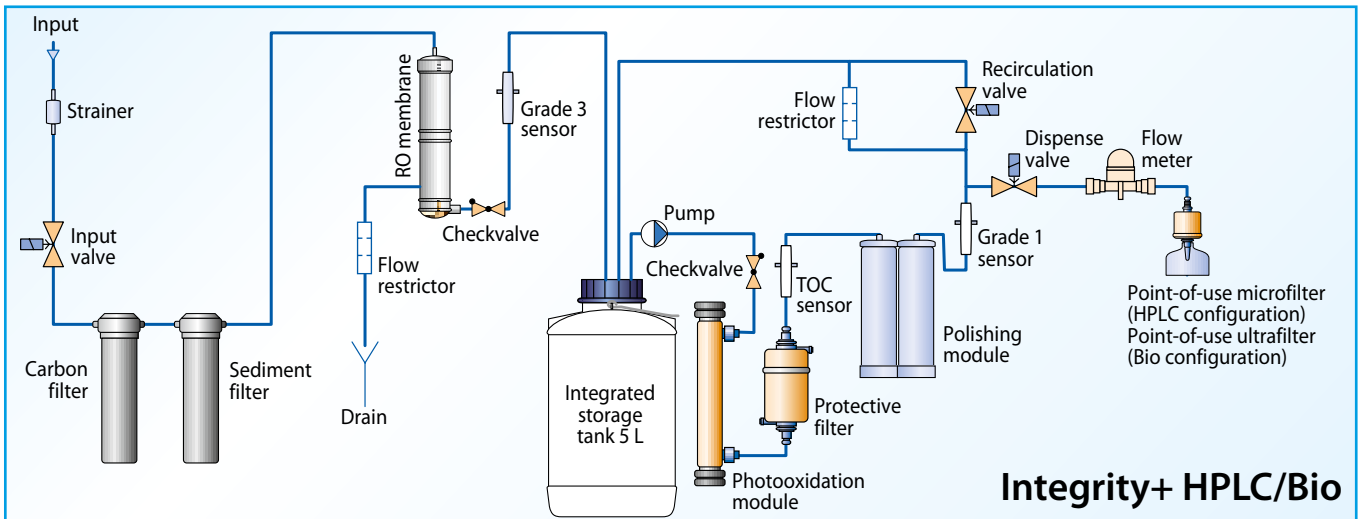 Input
Strainer
Input
valve
Carbon
filter
Sediment
filter
RO membrane
Flow
restrictor
Drain
Checkvalve
Grade 3
sensor
Integrated
storage
tank 5 L
Pump
Checkvalve
Photooxidation
module
TOC
sensor
Protective
filter
Polishing
module
Flow
restrictor
Recirculation
valve
Grade 1
sensor
Dispense
valve
Flow
meter
Point-of-use microfilter
(HPLC configuration)
Point-of-use ultrafilter
(Bio configuration)
Integrity+ HPLC/Bio